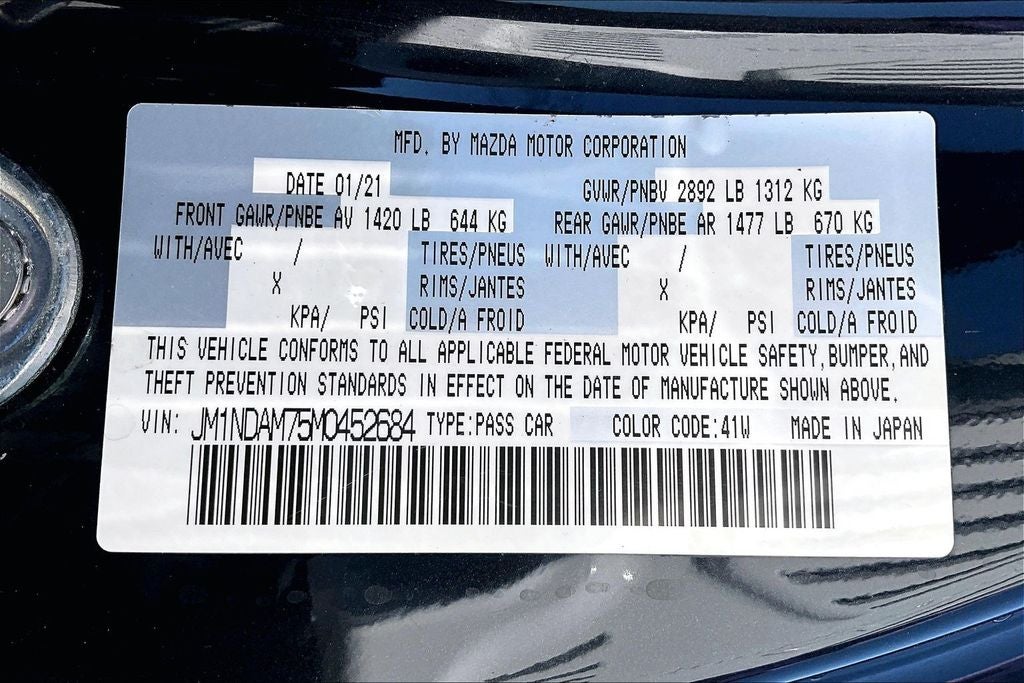 MFD. BY MAZDA MOTOR CORPORATION
DATE 01/21 GVWR/PNBV 2892 LB 1312 KG
FRONT GAWR/PNBE AV 1420 LB 644 KG REAR GAWR/PNBE AR 1477 LB 670 KG
WITH/AVEC / TIRES/PNEUS WITH/AVEC / TIRES/PNEUS
X RIMS/JANTES X RIMS/JANTES
KPA/ PSI COLD/A FROID KPA/ PSI COLD/A FROID
THIS VEHICLE CONFORMS TO ALL APPLICABLE FEDERAL MOTOR VEHICLE SAFETY,BUMPER,AND
THEFT PREVENTION STANDARDS IN EFFECT ON THE DATE OF MANUFACTURE SHOWN ABOVE.
VIN: JM1NDAM75M0452684 TYPE:PASS CAR COLOR CODE:41W MADE IN JAPAN